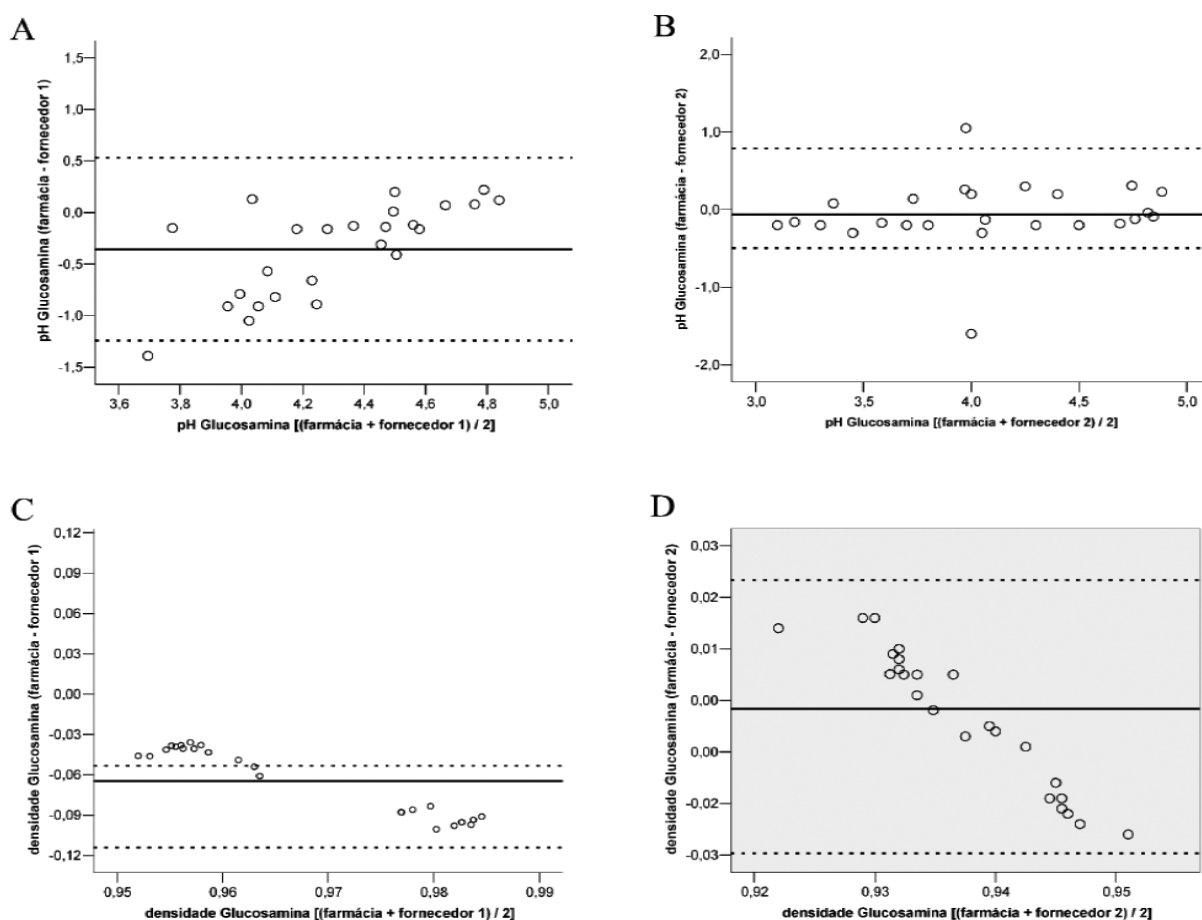 A
pH Glucosamina (farmácia - fornecedor 1)
1,5
1,0
0,5
0,0
-0,5
-1,0
-1,5
3,6 3,8 4,0 4,2 4,4 4,6 4,8 5,0
pH Glucosamina [(farmácia + fornecedor 1) / 2]
B
pH Glucosamina (farmácia - fornecedor 2)
2,0
1,0
0,0
-1,0
-2,0
3,0 3,5 4,0 4,5 5,0
pH Glucosamina [(farmácia + fornecedor 2) / 2]
C
densidade Glucosamina (farmácia - fornecedor 1)
0,12
0,09
0,06
0,03
0,00
-0,03
-0,06
-0,09
-0,12
0,95 0,96 0,97 0,98 0,99
densidade Glucosamina [(farmácia + fornecedor 1) / 2]
D
densidade Glucosamina (farmácia - fornecedor 2)
0,03
0,02
0,01
0,00
0,00
-0,02
-0,03
0,92 0,93 0,94 0,95
densidade Glucosamina [(farmácia + fornecedor 2) / 2]